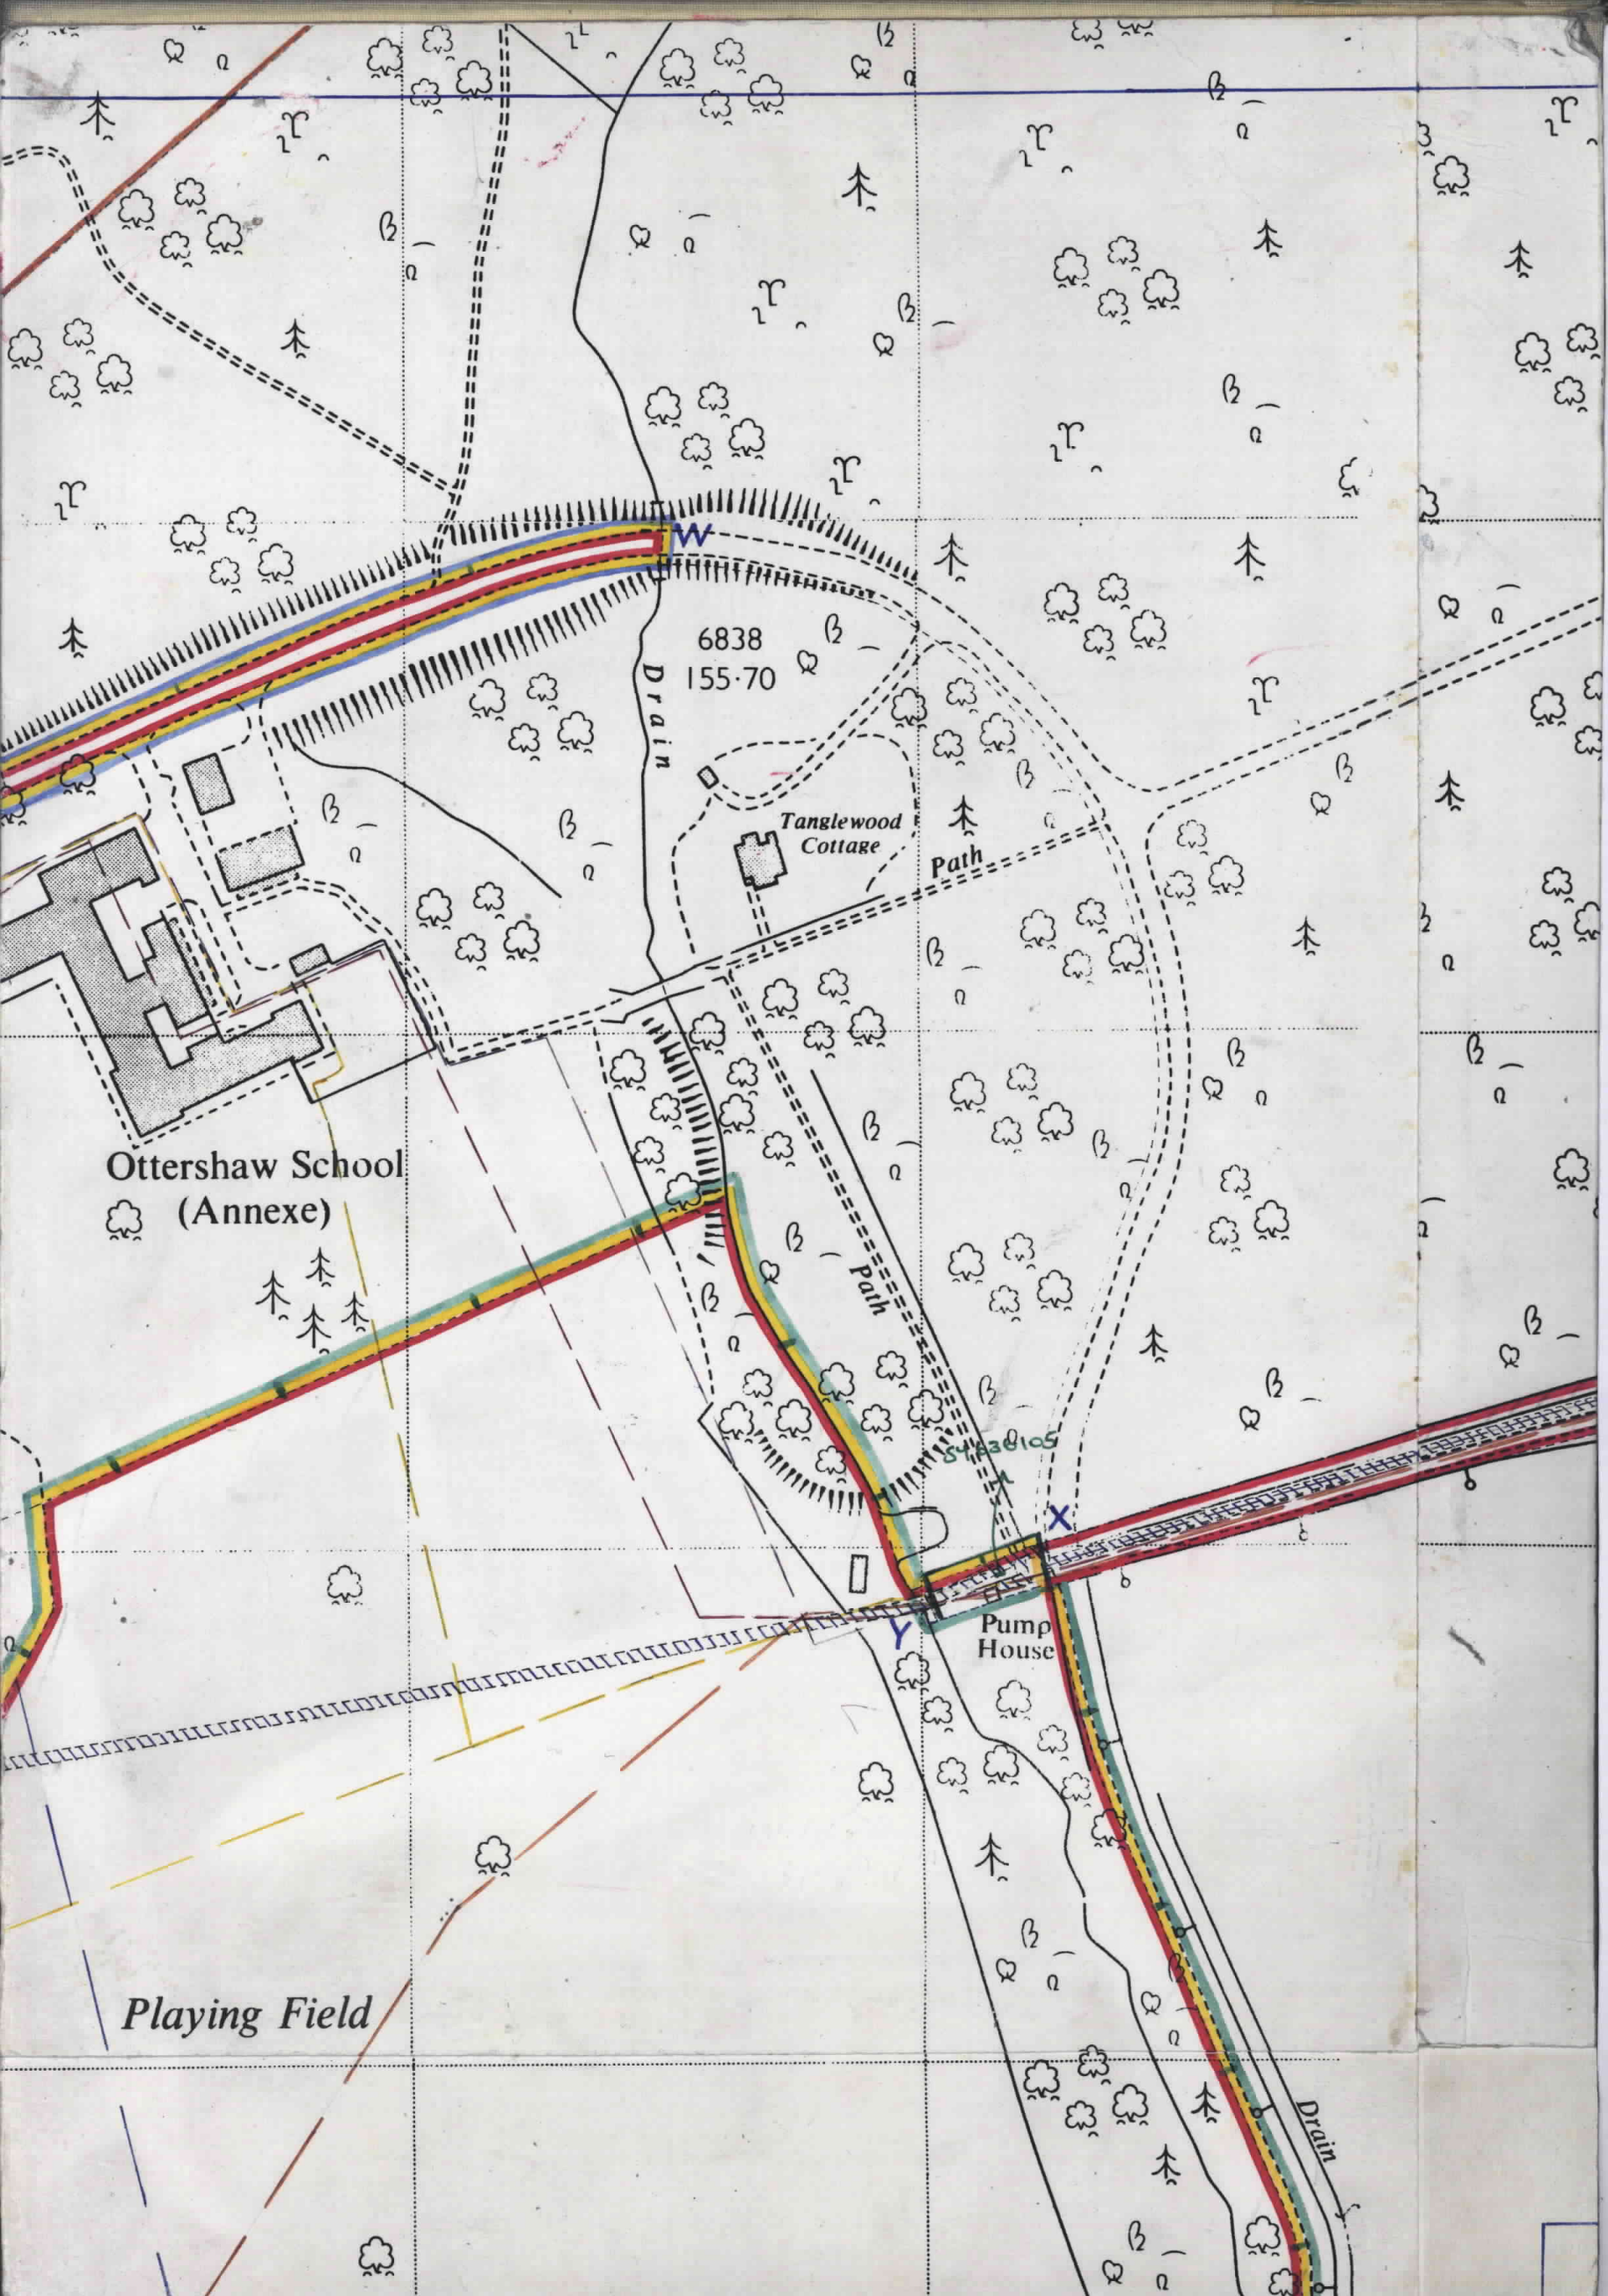 W
6838
155·70
Drain
Tanglewood
Cottage
Path
Ottershaw School
(Annexe)
Path
X
Y
Pump
House
Playing Field
Drain